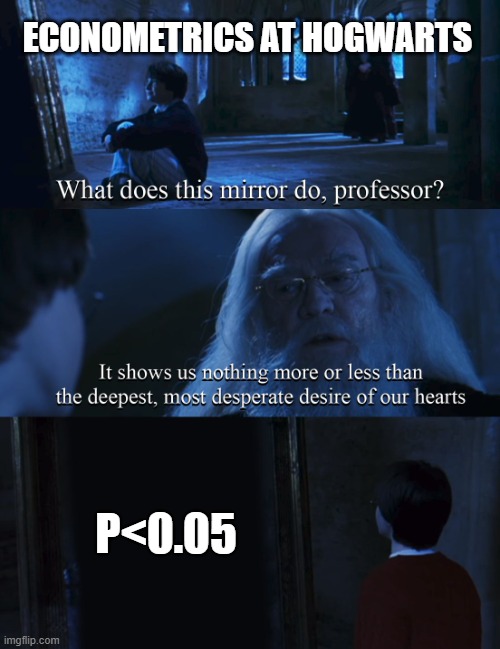 ECONOMETRICS AT HOGWARTS
What does this mirror do, professor?
It shows us nothing more or less than
the deepest, most desperate desire of our hearts
P<0.05
imgflip.com